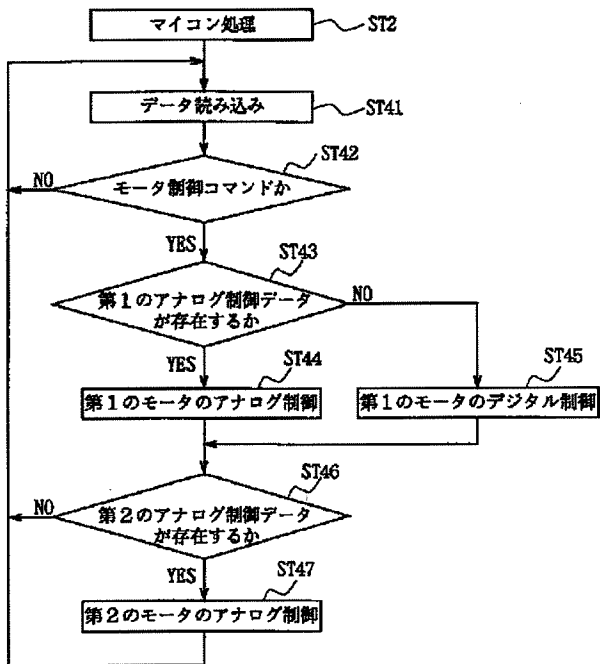 マイコン処理
ST2
データ読み込み
ST41
ST42
モータ制御コマンドか
NO
YES
ST43
第1のアナログ制御データ
が存在するか
NO
YES
ST44
第1のモータのアナログ制御
ST45
第1のモータのデジタル制御
ST46
第2のアナログ制御データ
が存在するか
NO
YES
ST47
第2のモータのアナログ制御